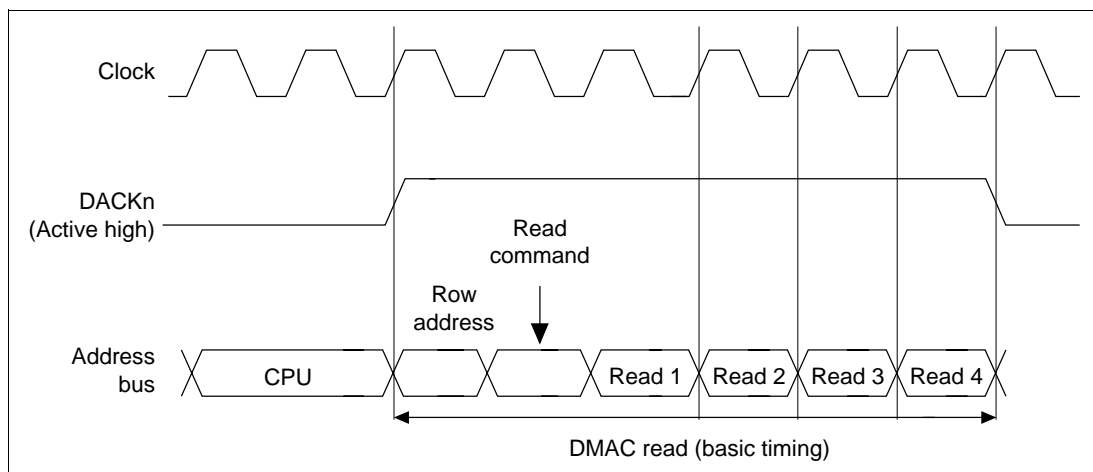 Clock
DACKn
(Active high)
Read
command
Row
address
Address
bus
CPU
Read 1
Read 2
Read 3
Read 4
DMAC read (basic timing)